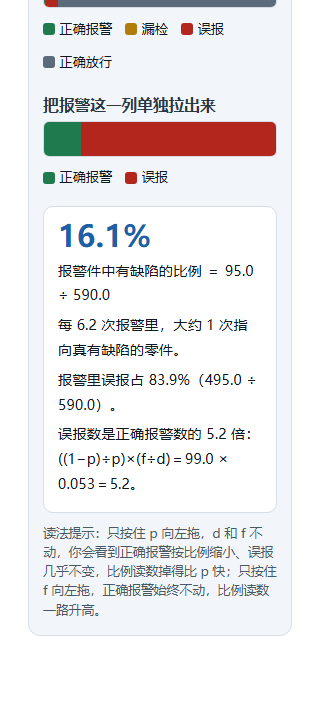 正确报警 漏检 误报
正确放行
把报警这一列单独拉出来
正确报警 误报
16.1%
报警件中有缺陷的比例 = 95.0
÷ 590.0
每 6.2 次报警里，大约 1 次指
向真有缺陷的零件。
报警里误报占 83.9%（495.0 ÷
590.0）。
误报数是正确报警数的 5.2 倍：
((1−p)÷p)×(f÷d) = 99.0 ×
0.053 = 5.2。
读法提示：只按住 p 向左拖，d 和 f 不
动，你会看到正确报警按比例缩小、误报
几乎不变，比例读数掉得比 p 快；只按住
f 向左拖，正确报警始终不动，比例读数
一路升高。